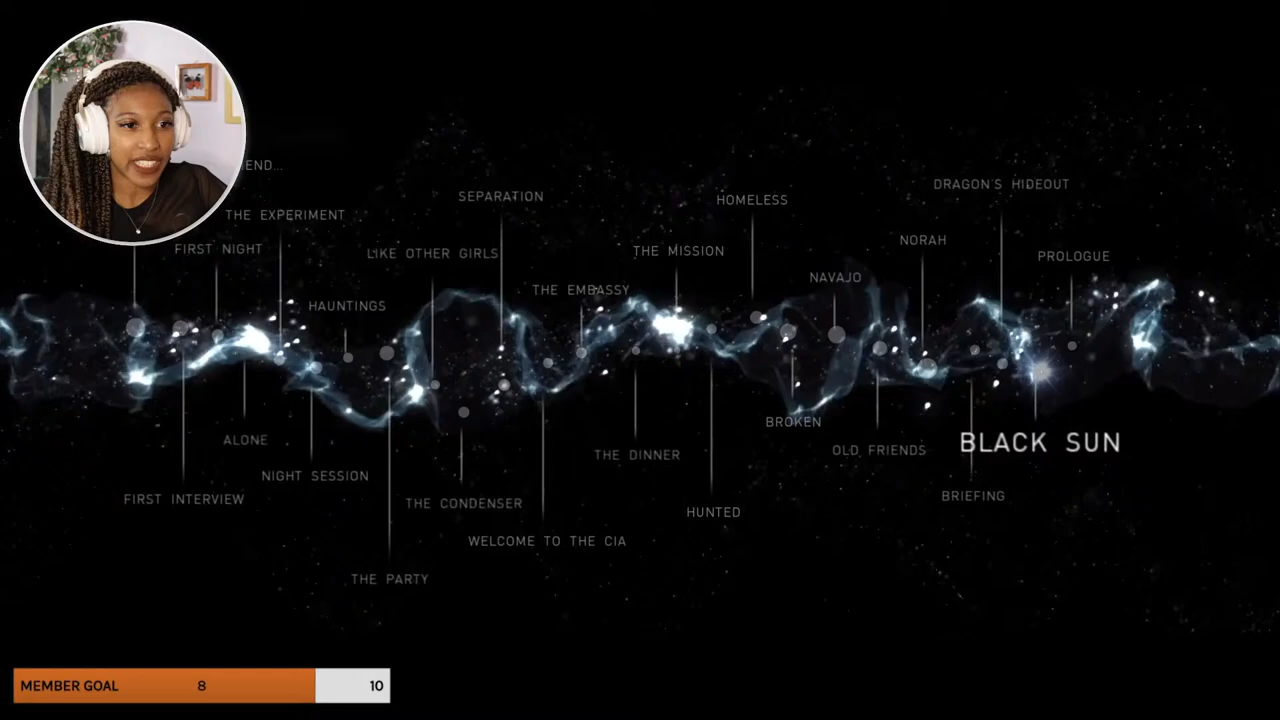 END...
DRAGON'S HIDEOUT
SEPARATION
HOMELESS
THE EXPERIMENT
NORAH
FIRST NIGHT
LIKE OTHER GIRLS
THE MISSION
PROLOGUE
NAVAJO
THE EMBASSY
HAUNTINGS
BROKEN
ALONE
BLACK SUN
OLD FRIENDS
THE DINNER
NIGHT SESSION
BRIEFING
FIRST INTERVIEW
THE CONDENSER
HUNTED
WELCOME TO THE CIA
THE PARTY
MEMBER GOAL 8 10